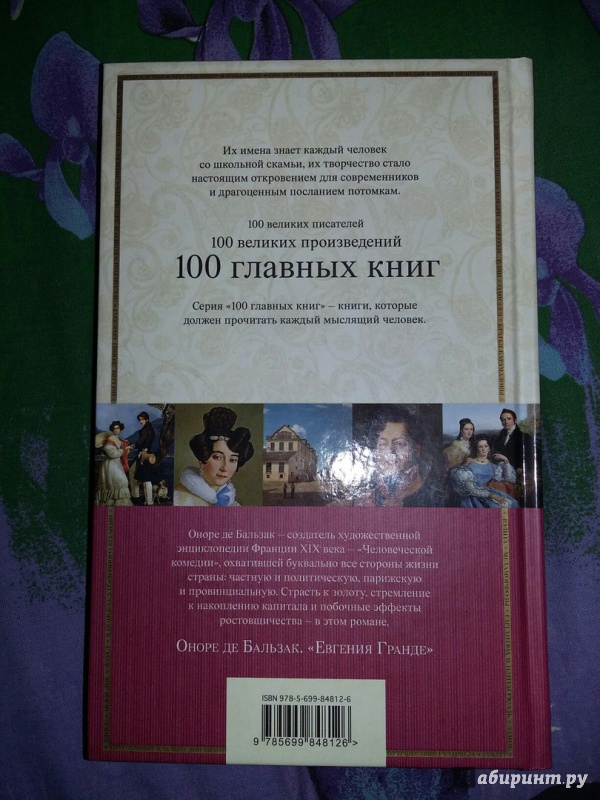 Их имена знает каждый человек
со школьной скамьи, их творчество стало
настоящим откровением для современников
и драгоценным посланием потомкам.
100 великих писателей
100 великих произведений
100 главных книг
Серия «100 главных книг» – книги, которые
должен прочитать каждый мыслящий человек.
Оноре де Бальзак – создатель художественной
энциклопедии Франции XIX века – «Человеческой
комедии», охватившей буквально все стороны жизни
страны: частную и политическую, парижскую
и провинциальную. Страсть к золоту, стремление
к накоплению капитала и побочные эффекты
ростовщичества – в этом романе.
Оноре де Бальзак. «Евгения Гранде»
ISBN 978-5-699-84812-6
9 785699 848126 >
абиринт.ру